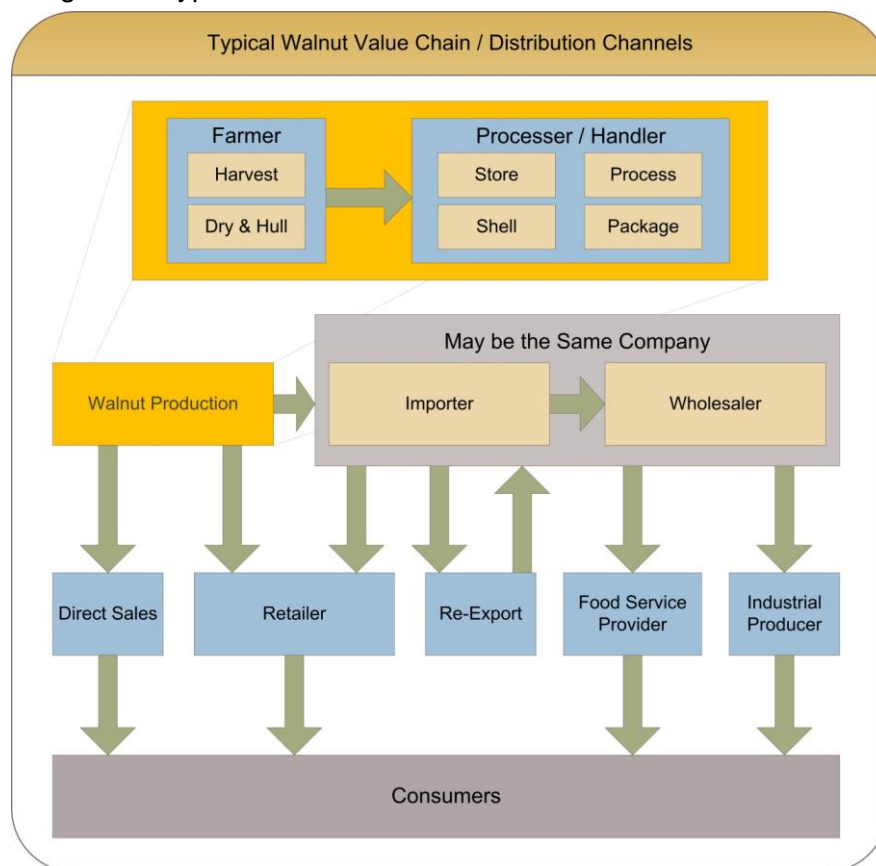 Typical Walnut Value Chain / Distribution Channels
Farmer
Harvest
Dry & Hull
Processer / Handler
Store
Process
Shell
Package
May be the Same Company
Walnut Production
Importer
Wholesaler
Direct Sales
Retailer
Re-Export
Food Service
Provider
Industrial
Producer
Consumers